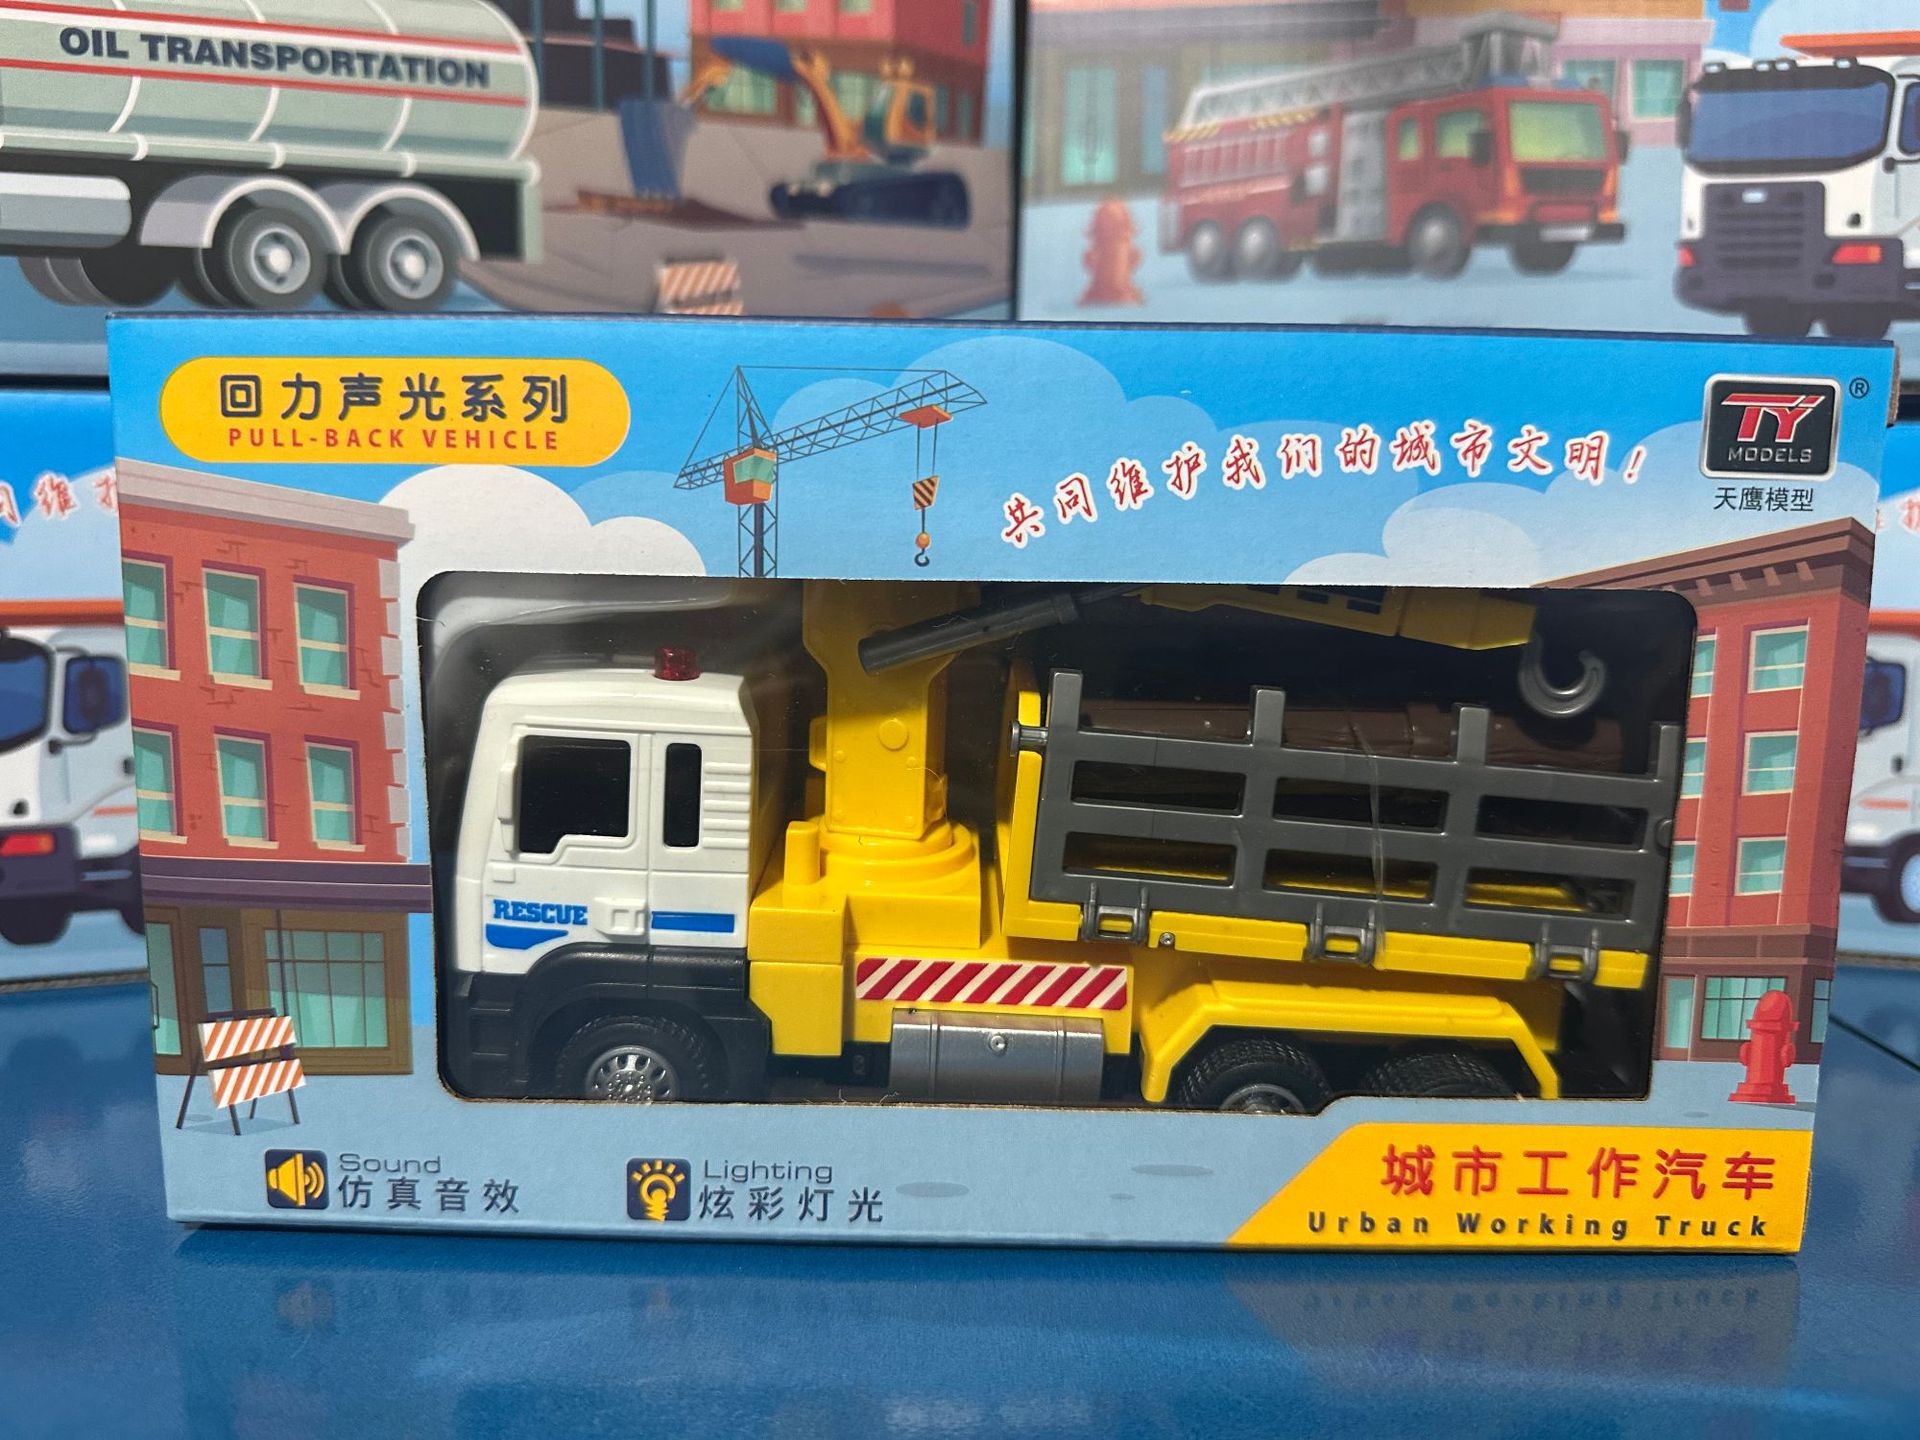 OIL TRANSPORTATION
回力声光系列
PULL-BACK VEHICLE
共同维护我们的城市文明!
TY
MODELS
®
天鹰模型
RESCUE
Sound
仿真音效
Lighting
炫彩灯光
城市工作汽车
Urban Working Truck